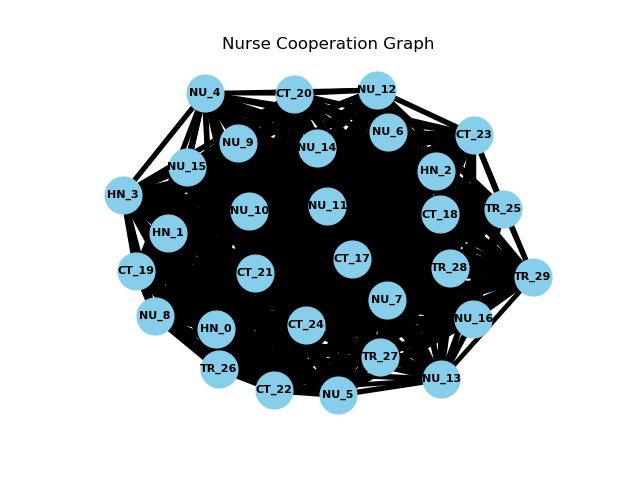 Nurse Cooperation Graph
NU_4
CT_20
NU_12
NU_6
CT_23
NU_9
NU_14
NU_15
HN_2
HN_3
NU_10
NU_11
CT_18
TR_25
HN_1
CT_19
CT_21
CT_17
TR_28
TR_29
NU_7
NU_8
HN_0
CT_24
NU_16
TR_26
TR_27
NU_13
CT_22
NU_5